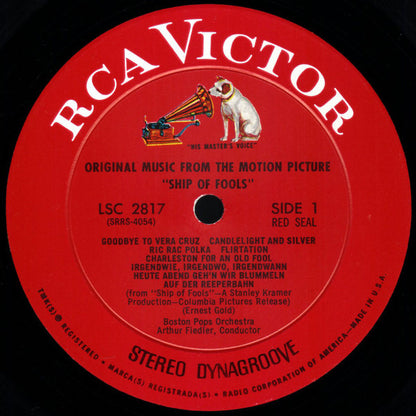 RCA VICTOR
"HIS MASTER'S VOICE"
ORIGINAL MUSIC FROM THE MOTION PICTURE
"SHIP OF FOOLS"
LSC 2817
(SRRS-4054)
SIDE 1
RED SEAL
GOODBYE TO VERA CRUZ CANDLELIGHT AND SILVER
RIC RAC POLKA FLIRTATION
CHARLESTON FOR AN OLD FOOL
IRGENDWIE, IRGENDWO, IRGENDWANN
HEUTE ABEND GEH'N WIR BLUMMELN
AUF DER REEPERBAHN
(from "Ship of Fools"—A Stanley Kramer
Production—Columbia Pictures Release)
(Ernest Gold)
Boston Pops Orchestra
Arthur Fiedler, Conductor
STEREO DYNAGROOVE
TMK(S) ® REGISTERED • MARCA(S) REGISTRADA(S) • RADIO CORPORATION OF AMERICA—MADE IN U.S.A.